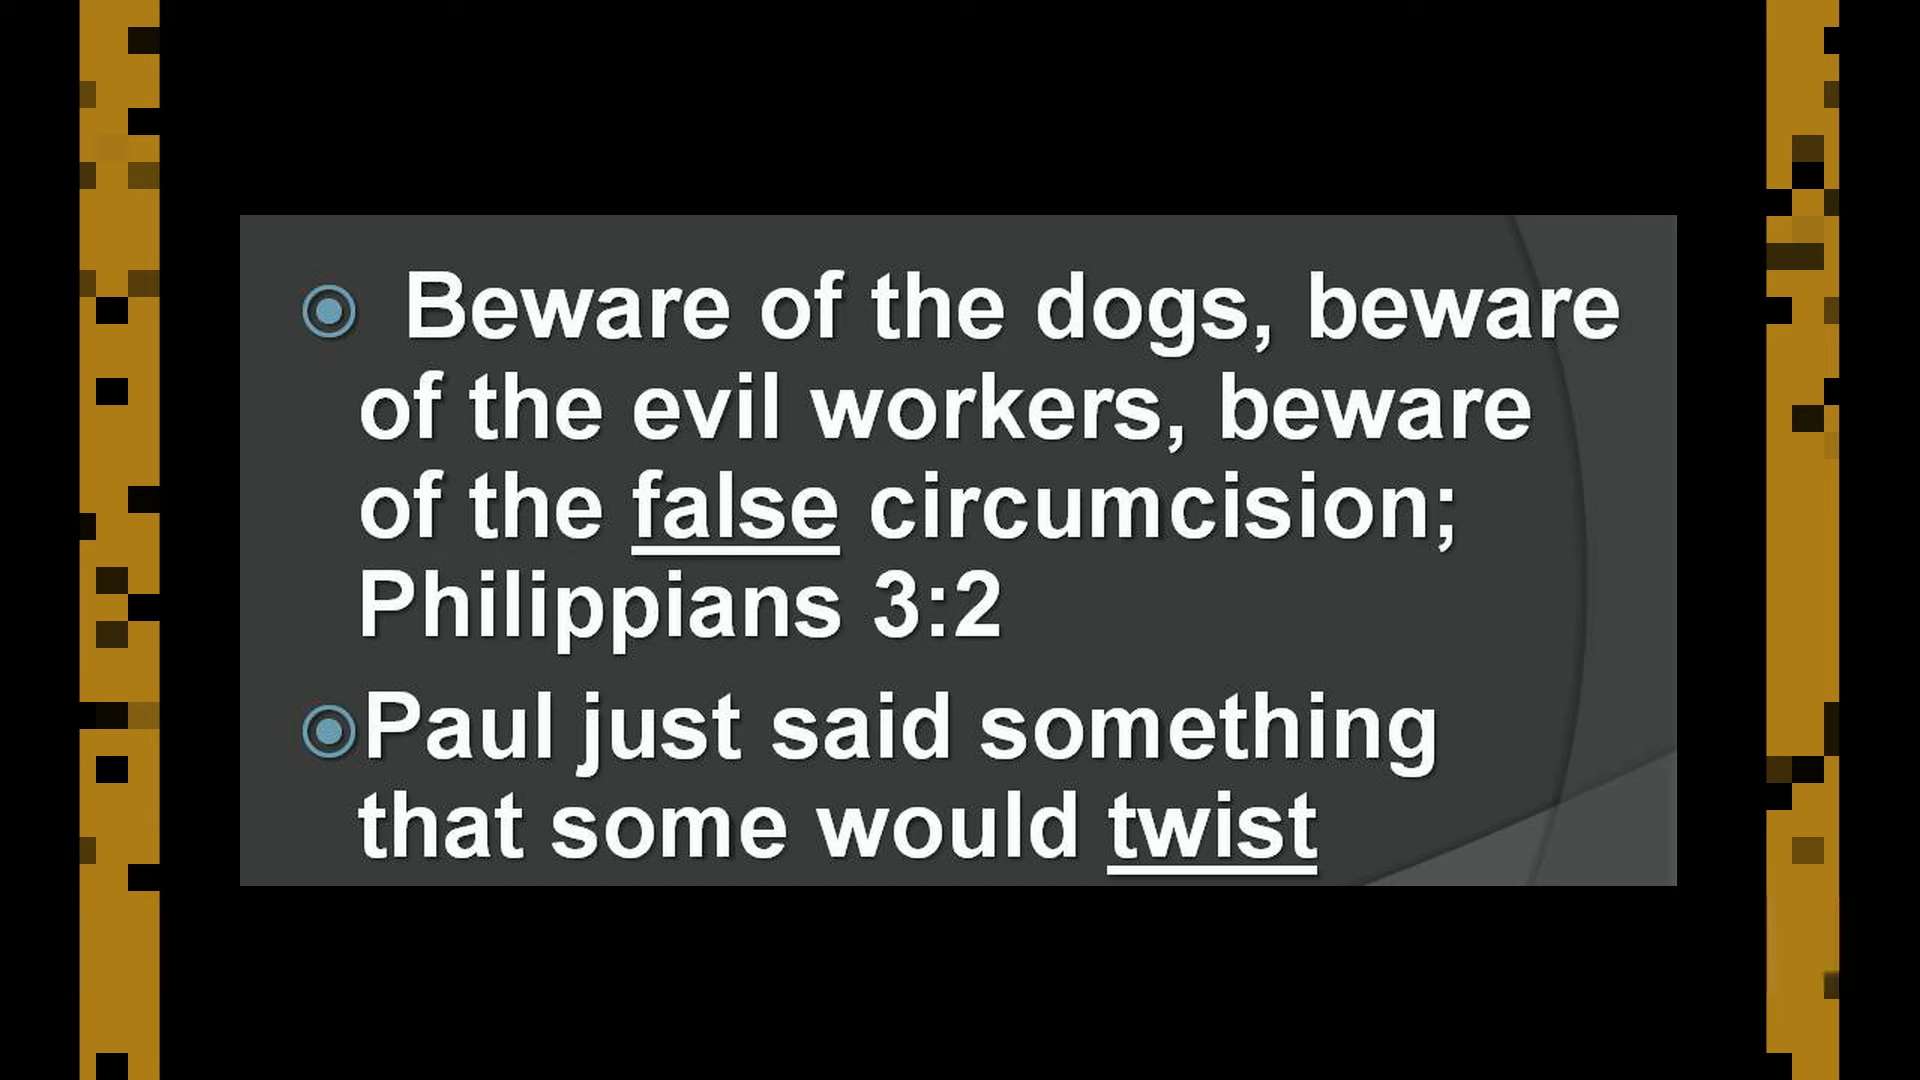 Beware of the dogs, beware
of the evil workers, beware
of the false circumcision;
Philippians 3:2
Paul just said something
that some would twist